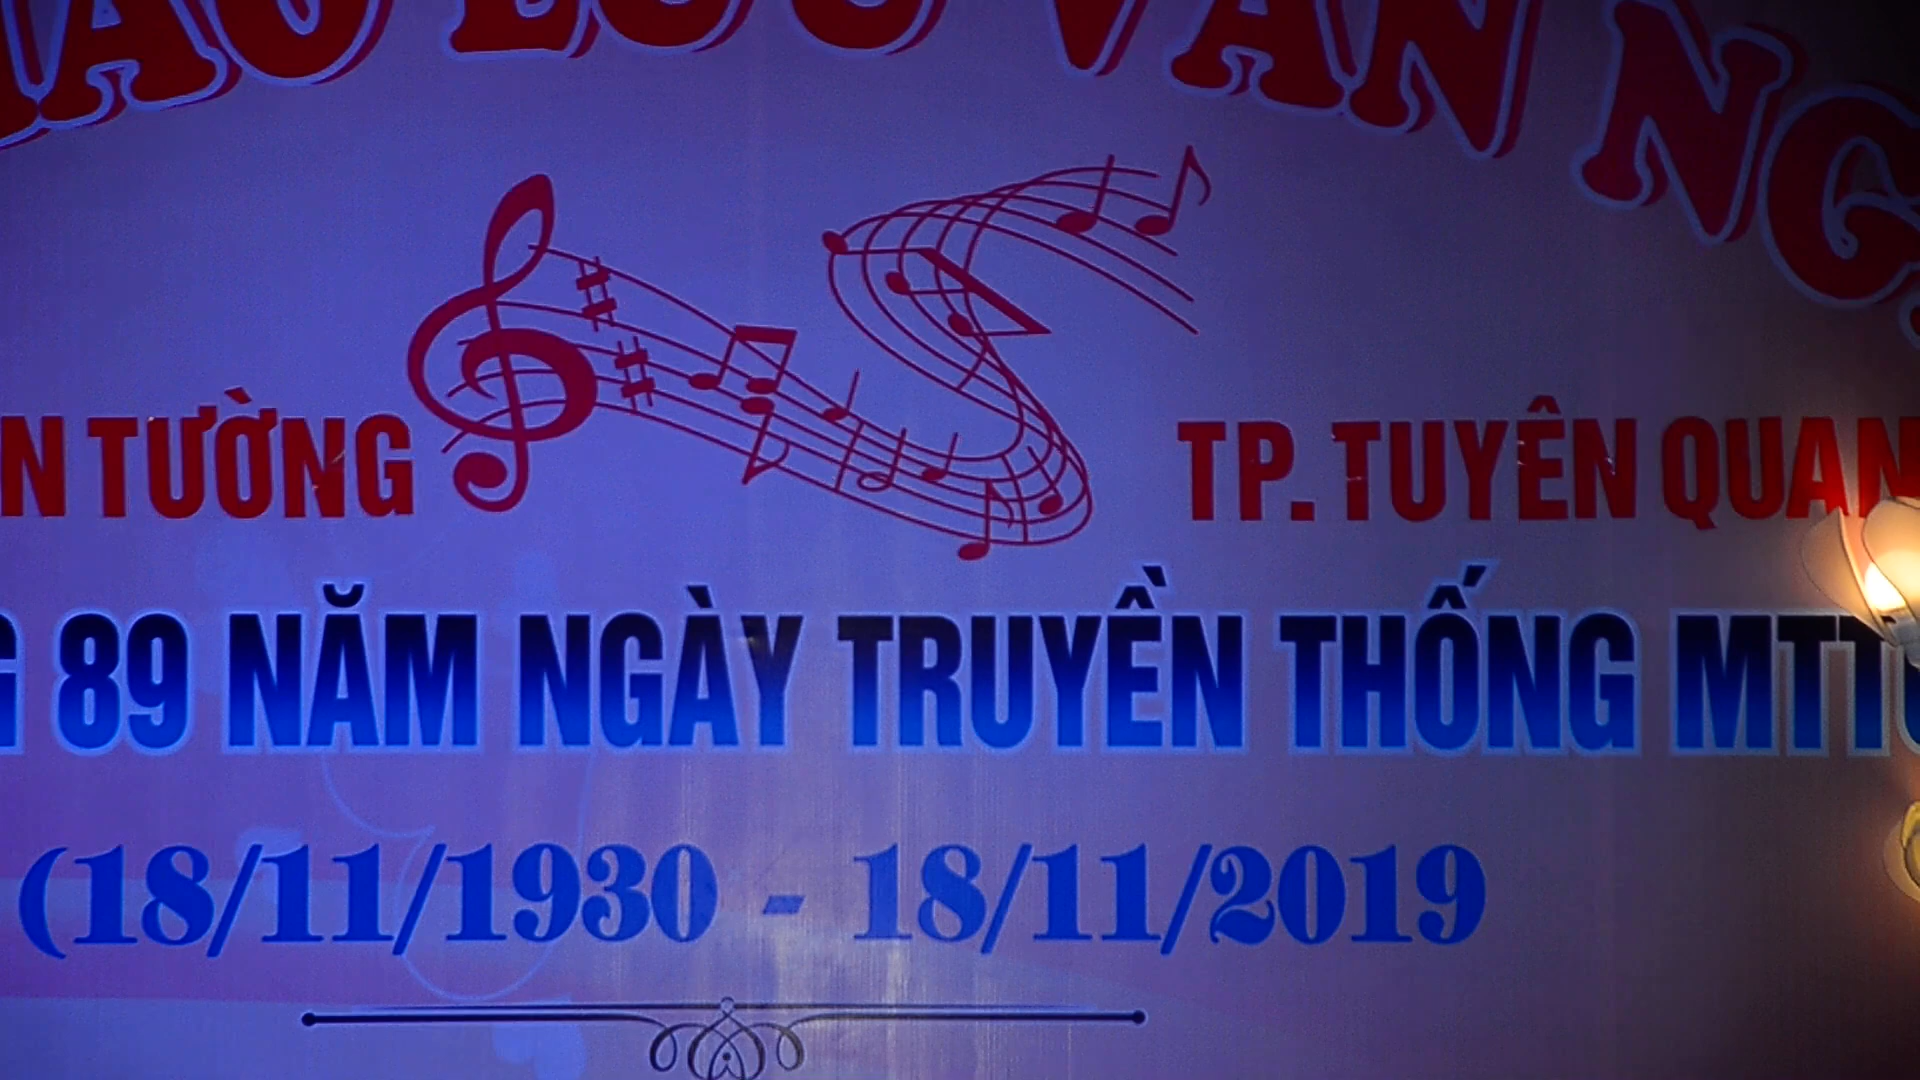 IAO LƯU VĂN NG
N TƯỜNG TP.TUYÊN QUAN
G 89 NĂM NGÀY TRUYỀN THỐNG MTT
(18/11/1930 - 18/11/2019